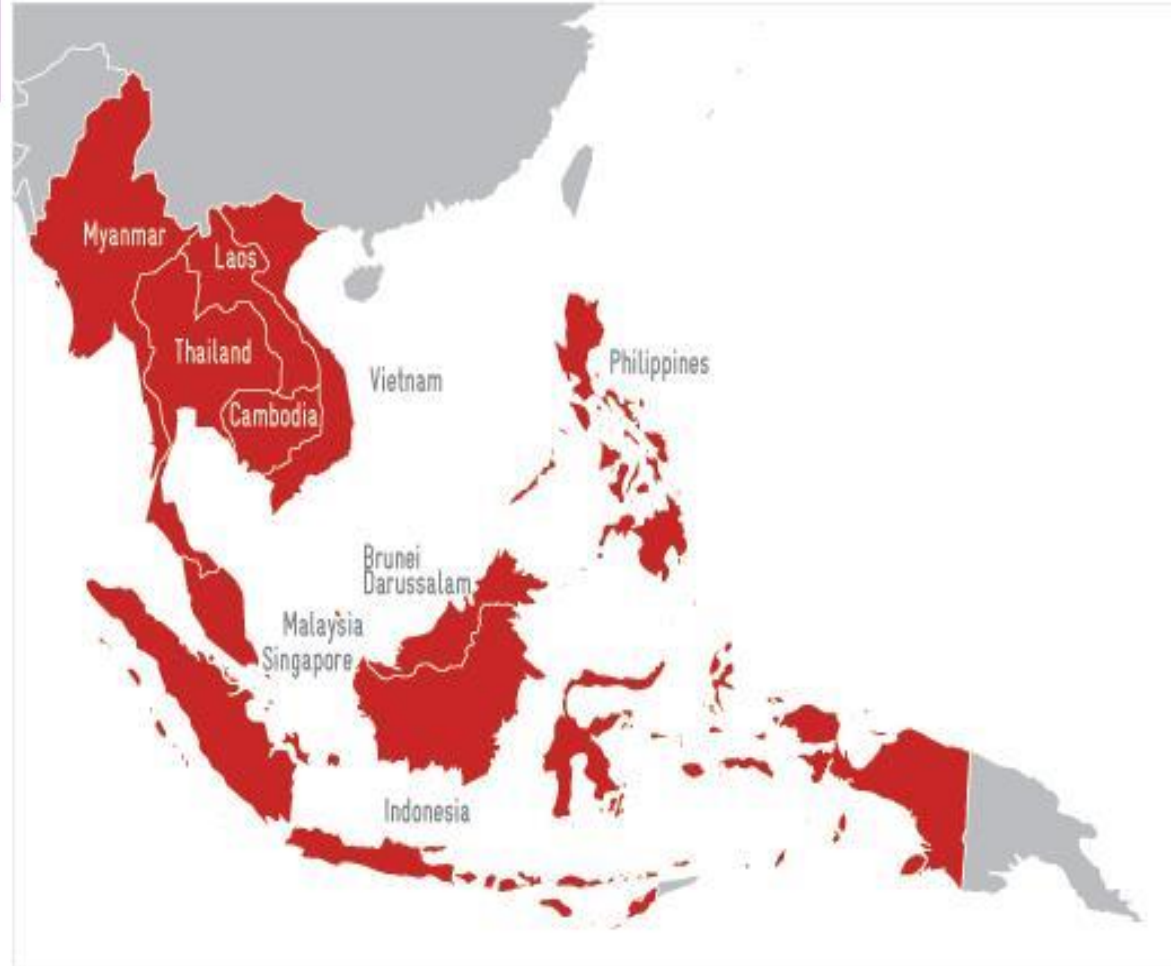 Myanmar
Laos
Thailand
Vietnam
Philippines
Cambodia
Brunei
Darussalam
Malaysia
Singapore
Indonesia